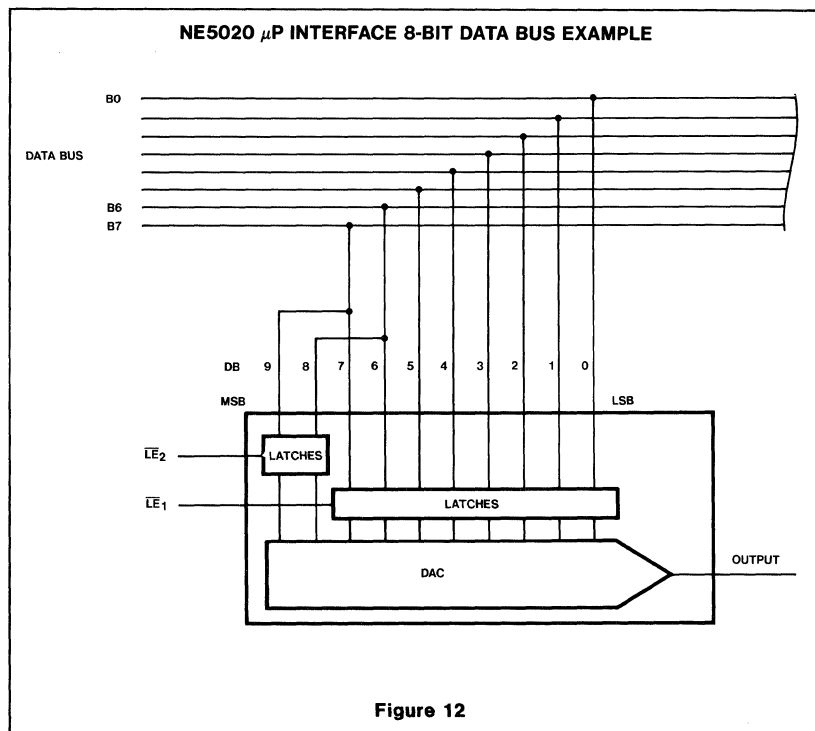 NE5020 μP INTERFACE 8-BIT DATA BUS EXAMPLE
B0
DATA BUS
B6
B7
DB 9 8 7 6 5 4 3 2 1 0
MSB LSB
LE2 LATCHES
LE1 LATCHES
DAC OUTPUT
Figure 12